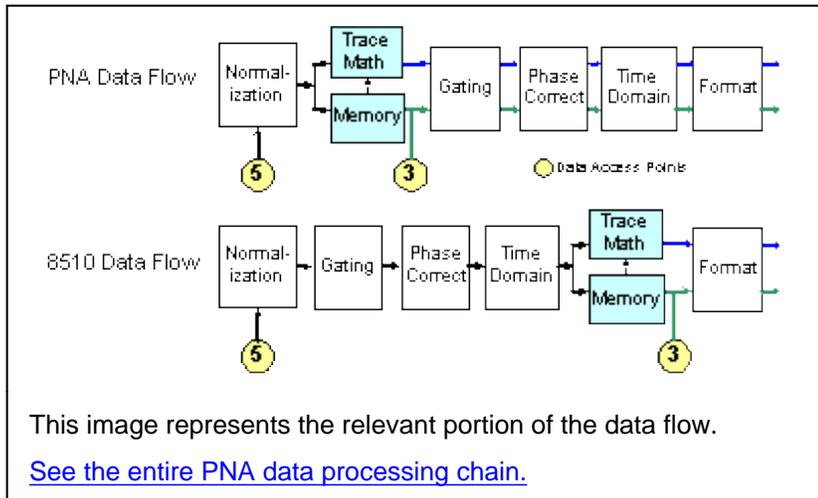 PNA Data Flow
Normal-
ization
Trace
Math
Memory
Gating
Phase
Correct
Time
Domain
Format
5
3
Data Access Points
8510 Data Flow
Normal-
ization
Gating
Phase
Correct
Time
Domain
Trace
Math
Memory
Format
5
3
This image represents the relevant portion of the data flow.
See the entire PNA data processing chain.